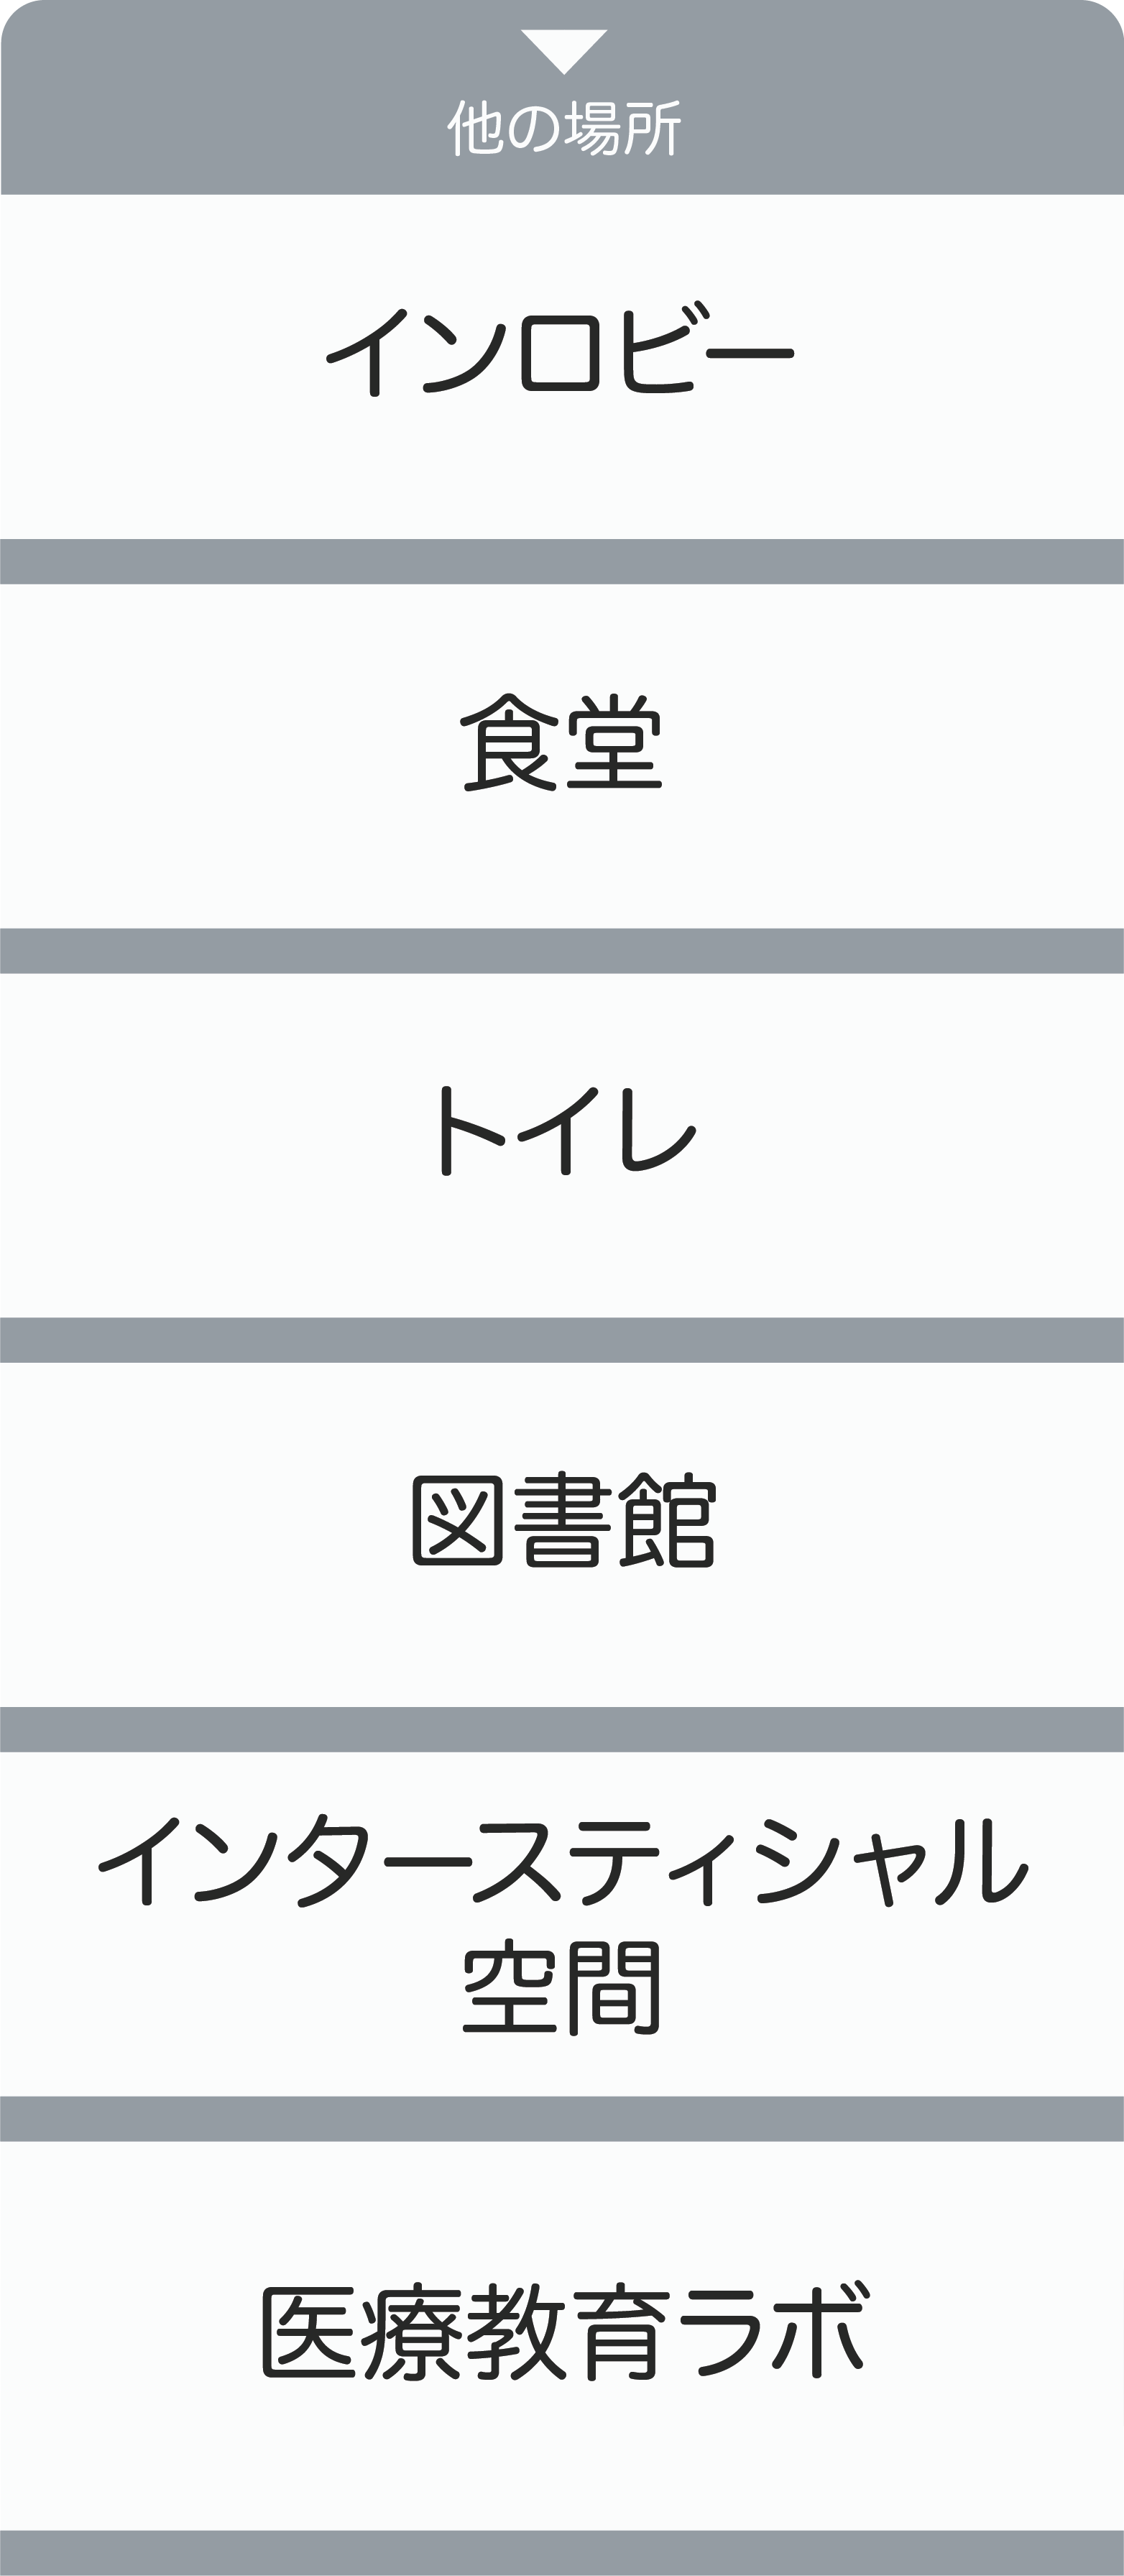 他の場所
インロビー
食堂
トイレ
図書館
インタースティシャル
空間
医療教育ラボ